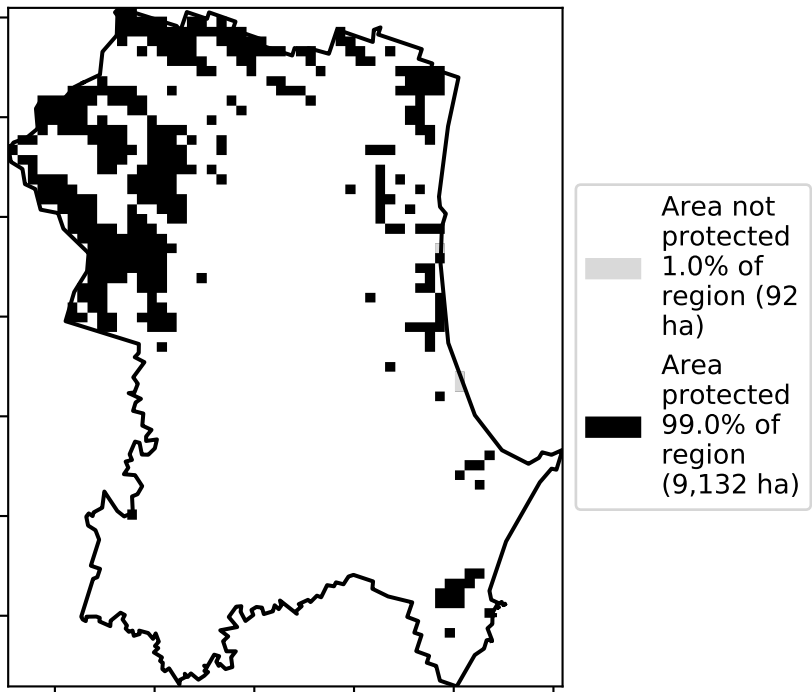 Area not
protected
1.0% of
region (92
ha)
Area
protected
99.0% of
region
(9,132 ha)